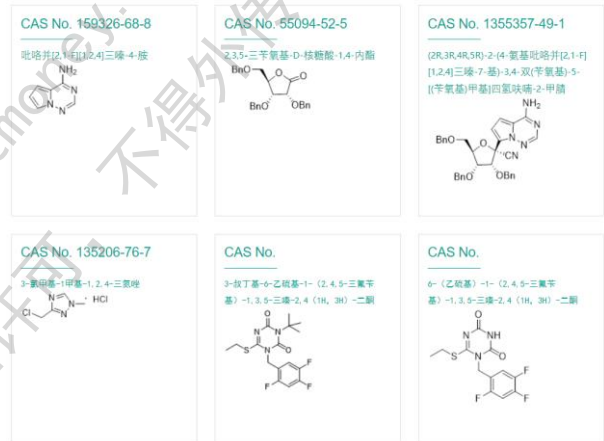 CAS No. 159326-68-8
吡咯并[2,1-F][1,2,4]三嗪-4-胺
NH₂
N
N
N
CAS No. 55094-52-5
2,3,5-三苄氧基-D-核糖酸-1,4-内酯
BnO
O
O
BnO
OBn
CAS No. 1355357-49-1
(2R,3R,4R,5R)-2-(4-氨基吡咯并[2,1-F]
[1,2,4]三嗪-7-基)-3,4-双(苄氧基)-5-
[(苄氧基)甲基]四氢呋喃-2-甲腈
NH₂
N
N
N
BnO
O
CN
BnO
OBn
CAS No. 135206-76-7
3-氯甲基-1甲基-1,2,4-三氮唑
N
N
N
Cl
HCl
CAS No.
3-叔丁基-6-乙硫基-1-（2,4,5-三氟苄
基）-1,3,5-三嗪-2,4（1H，3H）-二酮
O
N
N
S
N
O
F
F
F
CAS No.
6-（乙硫基）-1-（2,4,5-三氟苄
基）-1,3,5-三嗪-2,4（1H，3H）-二酮
O
N
NH
S
N
O
F
F
F
emoney.
不得外传
许可，